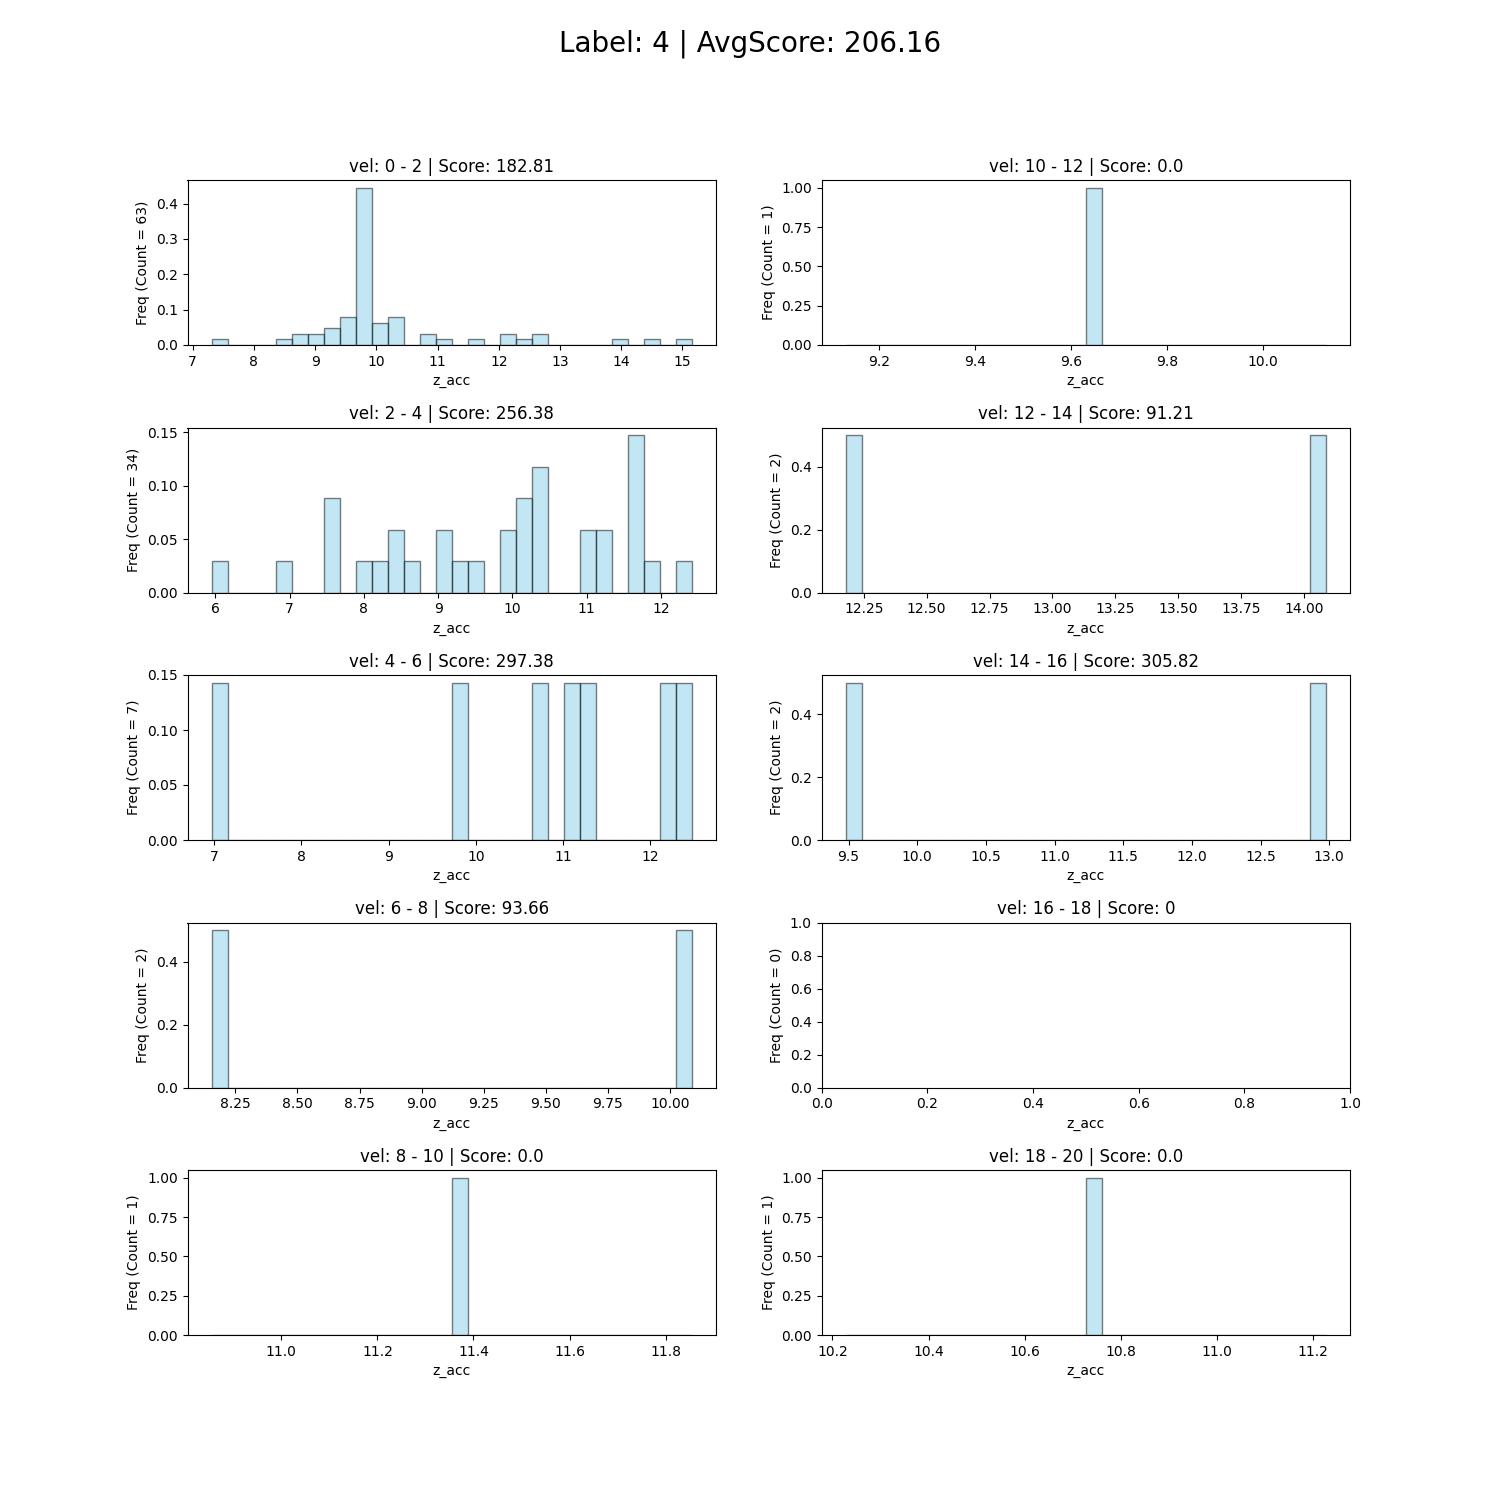 Label: 4 | AvgScore: 206.16
vel: 0 - 2 | Score: 182.81
Freq (Count = 63)
0.4
0.3
0.2
0.1
0.0
7 8 9 10 11 12 13 14 15
z_acc
vel: 10 - 12 | Score: 0.0
Freq (Count = 1)
1.00
0.75
0.50
0.25
0.00
9.2 9.4 9.6 9.8 10.0
z_acc
vel: 2 - 4 | Score: 256.38
Freq (Count = 34)
0.15
0.10
0.05
0.00
6 7 8 9 10 11 12
z_acc
vel: 12 - 14 | Score: 91.21
Freq (Count = 2)
0.4
0.2
0.0
12.25 12.50 12.75 13.00 13.25 13.50 13.75 14.00
z_acc
vel: 4 - 6 | Score: 297.38
Freq (Count = 7)
0.15
0.10
0.05
0.00
7 8 9 10 11 12
z_acc
vel: 14 - 16 | Score: 305.82
Freq (Count = 2)
0.4
0.2
0.0
9.5 10.0 10.5 11.0 11.5 12.0 12.5 13.0
z_acc
vel: 6 - 8 | Score: 93.66
Freq (Count = 2)
0.4
0.2
0.0
8.25 8.50 8.75 9.00 9.25 9.50 9.75 10.00
z_acc
vel: 16 - 18 | Score: 0
Freq (Count = 0)
1.0
0.8
0.6
0.4
0.2
0.0
0.0 0.2 0.4 0.6 0.8 1.0
z_acc
vel: 8 - 10 | Score: 0.0
Freq (Count = 1)
1.00
0.75
0.50
0.25
0.00
11.0 11.2 11.4 11.6 11.8
z_acc
vel: 18 - 20 | Score: 0.0
Freq (Count = 1)
1.00
0.75
0.50
0.25
0.00
10.2 10.4 10.6 10.8 11.0 11.2
z_acc